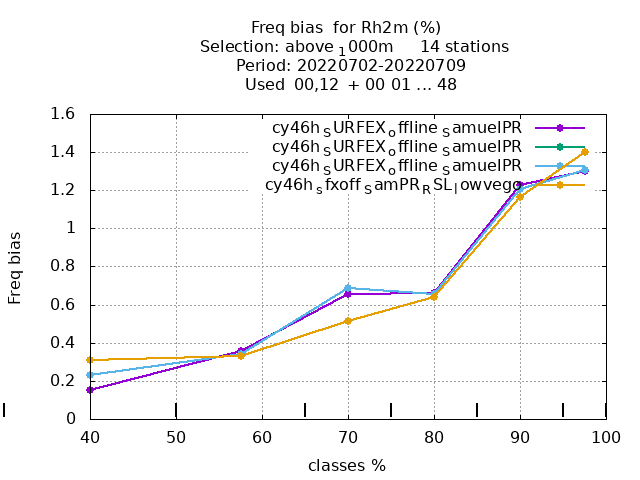 Freq bias  for Rh2m (%)
Selection: above 1000m     14 stations
Period: 20220702-20220709
Used  00,12  + 00 01 ... 48
cy46h SURFEX offline SamuelPR
cy46h SURFEX offline SamuelPR
cy46h SURFEX offline SamuelPR
cy46h sfxoff SamPR RSL lowvego
Freq bias
1.6
1.4
1.2
1
0.8
0.6
0.4
0.2
0
40 50 60 70 80 90 100
classes %